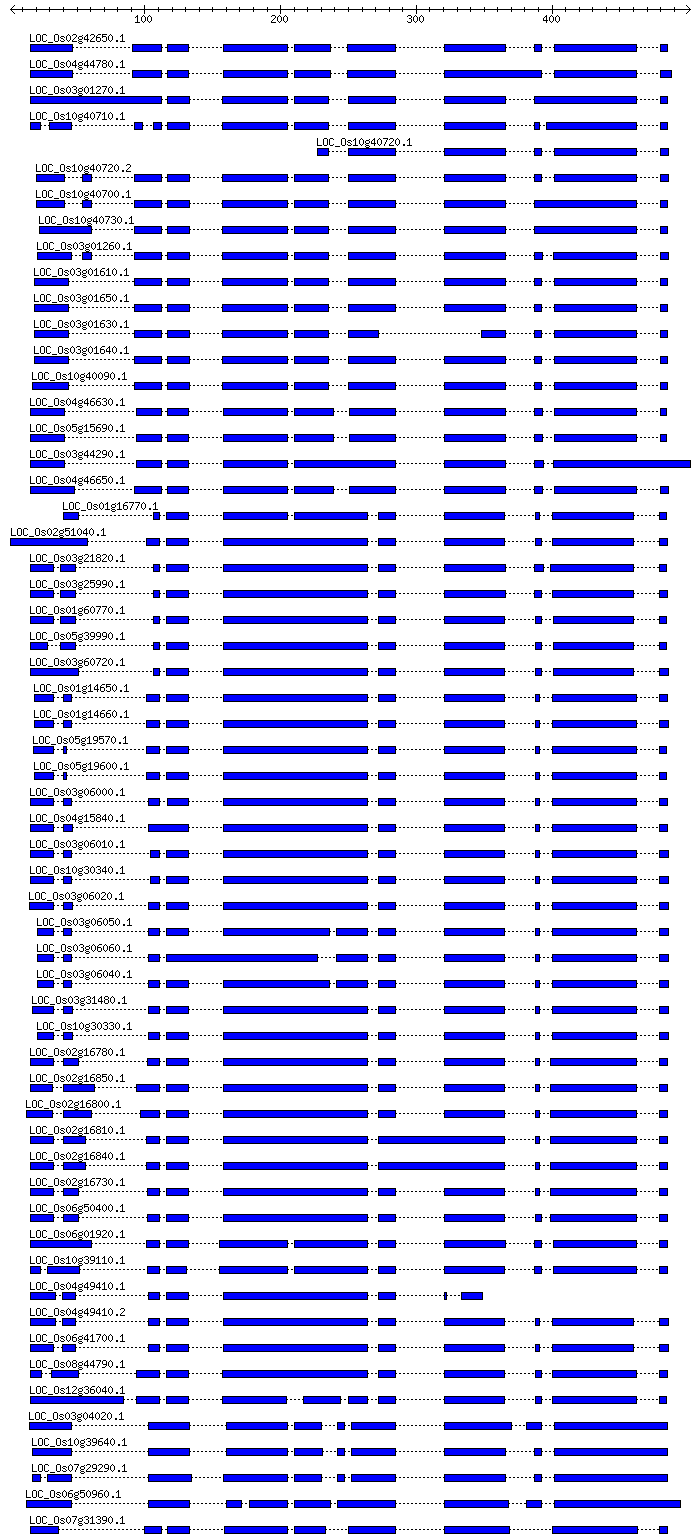 100 200 300 400
LOC_Os02g42650.1
LOC_Os04g44780.1
LOC_Os03g01270.1
LOC_Os10g40710.1
LOC_Os10g40720.1
LOC_Os10g40720.2
LOC_Os10g40700.1
LOC_Os10g40730.1
LOC_Os03g01260.1
LOC_Os03g01610.1
LOC_Os03g01650.1
LOC_Os03g01630.1
LOC_Os03g01640.1
LOC_Os10g40090.1
LOC_Os04g46630.1
LOC_Os05g15690.1
LOC_Os03g44290.1
LOC_Os04g46650.1
LOC_Os01g16770.1
LOC_Os02g51040.1
LOC_Os03g21820.1
LOC_Os03g25990.1
LOC_Os01g60770.1
LOC_Os05g39990.1
LOC_Os03g60720.1
LOC_Os01g14650.1
LOC_Os01g14660.1
LOC_Os05g19570.1
LOC_Os05g19600.1
LOC_Os03g06000.1
LOC_Os04g15840.1
LOC_Os03g06010.1
LOC_Os10g30340.1
LOC_Os03g06020.1
LOC_Os03g06050.1
LOC_Os03g06060.1
LOC_Os03g06040.1
LOC_Os03g31480.1
LOC_Os10g30330.1
LOC_Os02g16780.1
LOC_Os02g16850.1
LOC_Os02g16800.1
LOC_Os02g16810.1
LOC_Os02g16840.1
LOC_Os02g16730.1
LOC_Os06g50400.1
LOC_Os06g01920.1
LOC_Os10g39110.1
LOC_Os04g49410.1
LOC_Os04g49410.2
LOC_Os06g41700.1
LOC_Os08g44790.1
LOC_Os12g36040.1
LOC_Os03g04020.1
LOC_Os10g39640.1
LOC_Os07g29290.1
LOC_Os06g50960.1
LOC_Os07g31390.1